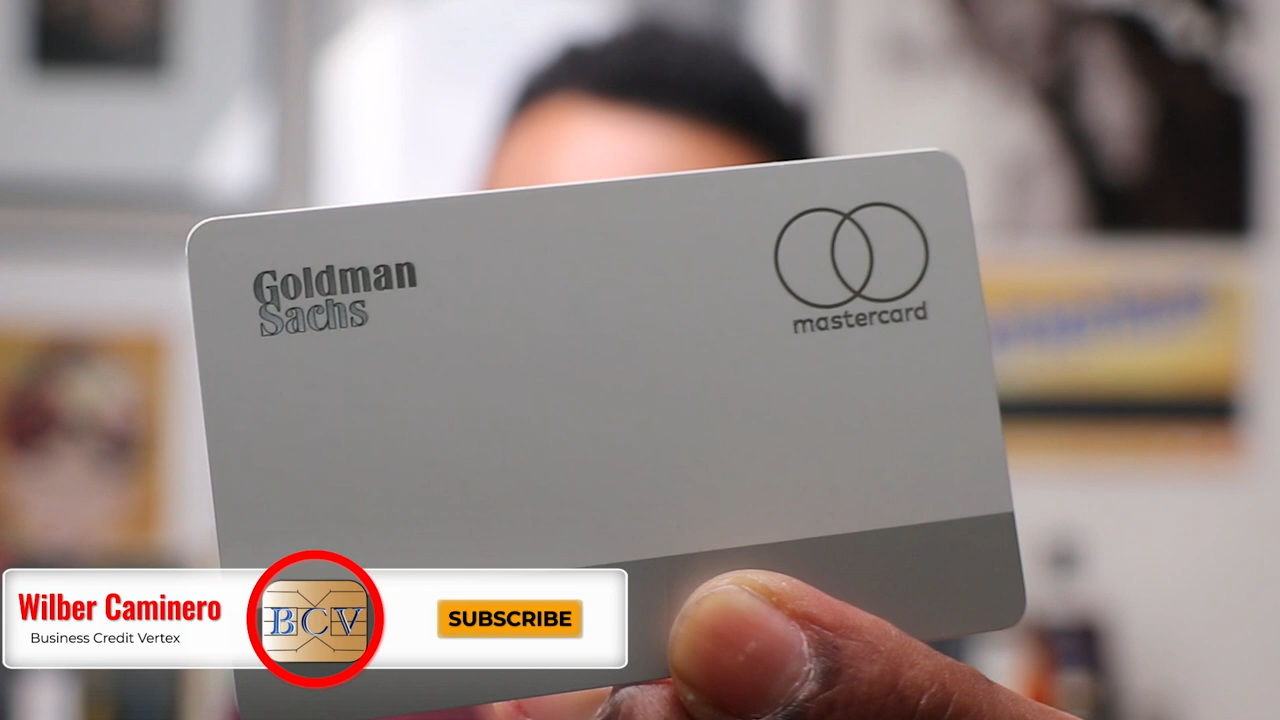 Goldman
Sachs
mastercard
Wilber Caminero
Business Credit Vertex
BCV
SUBSCRIBE